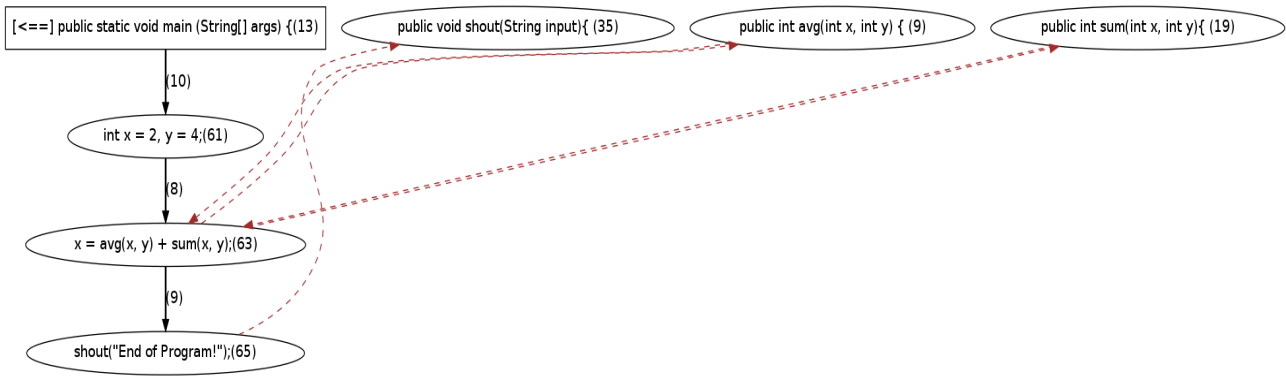 [<==] public static void main (String[] args) {(13)
public void shout(String input){ (35)
public int avg(int x, int y) { (9)
public int sum(int x, int y){ (19)
(10)
int x = 2, y = 4;(61)
(8)
x = avg(x, y) + sum(x, y);(63)
(9)
shout("End of Program!");(65)